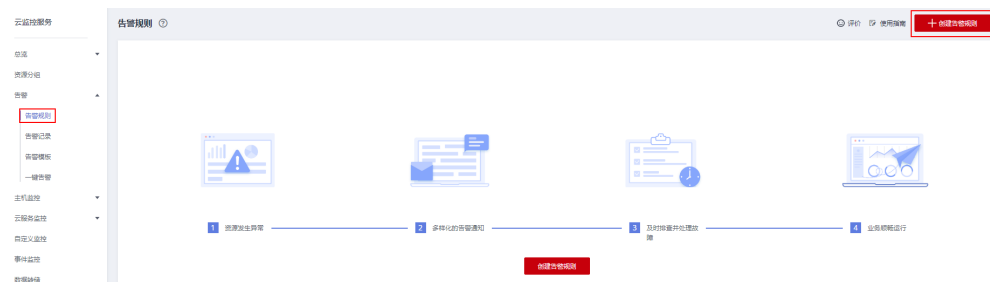 云监控服务
告警规则
评价 使用指南 创建告警规则
总览
资源分组
告警
告警规则
告警记录
告警模板
一键告警
主机监控
云服务监控
自定义监控
事件监控
数据转储
1 资源发生异常
2 多样化的告警通知
3 及时排查并处理故
障
4 业务顺畅运行
创建告警规则